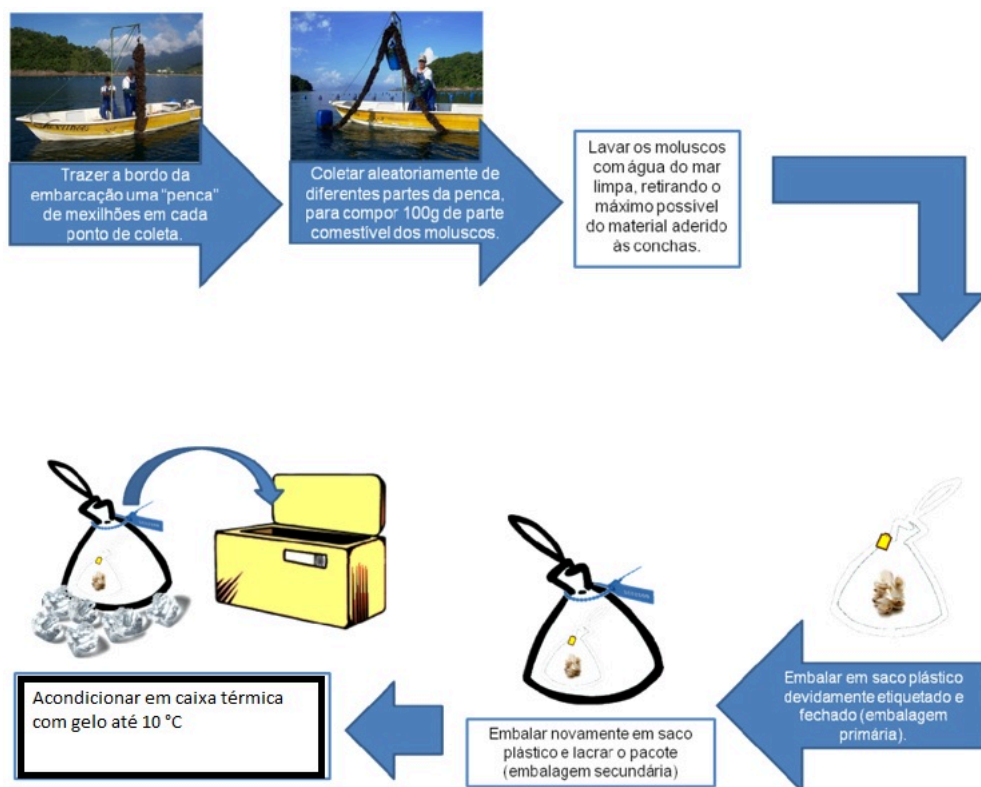 Trazer a bordo da
embarcação uma “penca”
de mexilhões em cada
ponto de coleta.
Coletar aleatoriamente de
diferentes partes da penca,
para compor 100g de parte
comestível dos moluscos.
Lavar os moluscos
com água do mar
limpa, retirando o
máximo possível
do material aderido
às conchas.
Embalar em saco plástico
devidamente etiquetado e
fechado (embalagem
primária).
Embalar novamente em saco
plástico e lacrar o pacote
(embalagem secundária)
Acondicionar em caixa térmica
com gelo até 10 °C